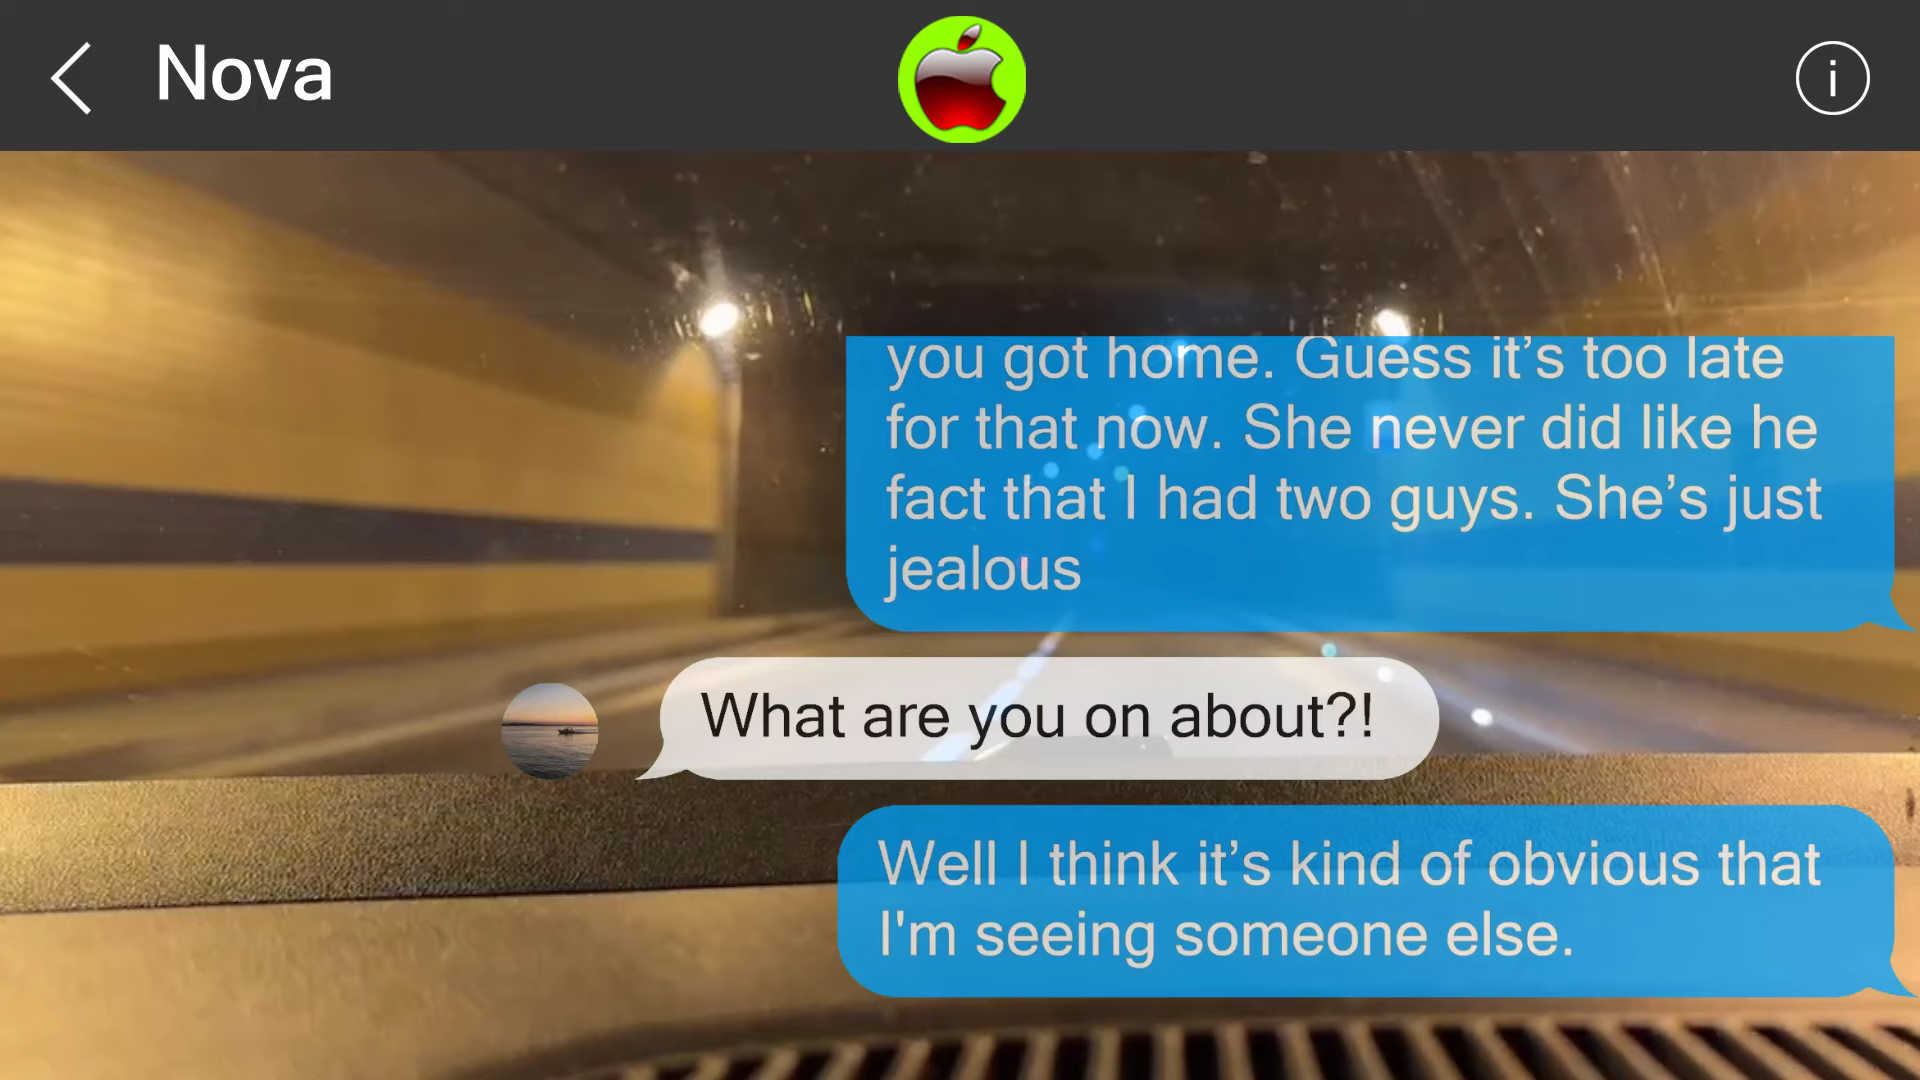 Nova
you got home. Guess it’s too late
for that now. She never did like he
fact that I had two guys. She’s just
jealous
What are you on about?!
Well I think it’s kind of obvious that
I'm seeing someone else.